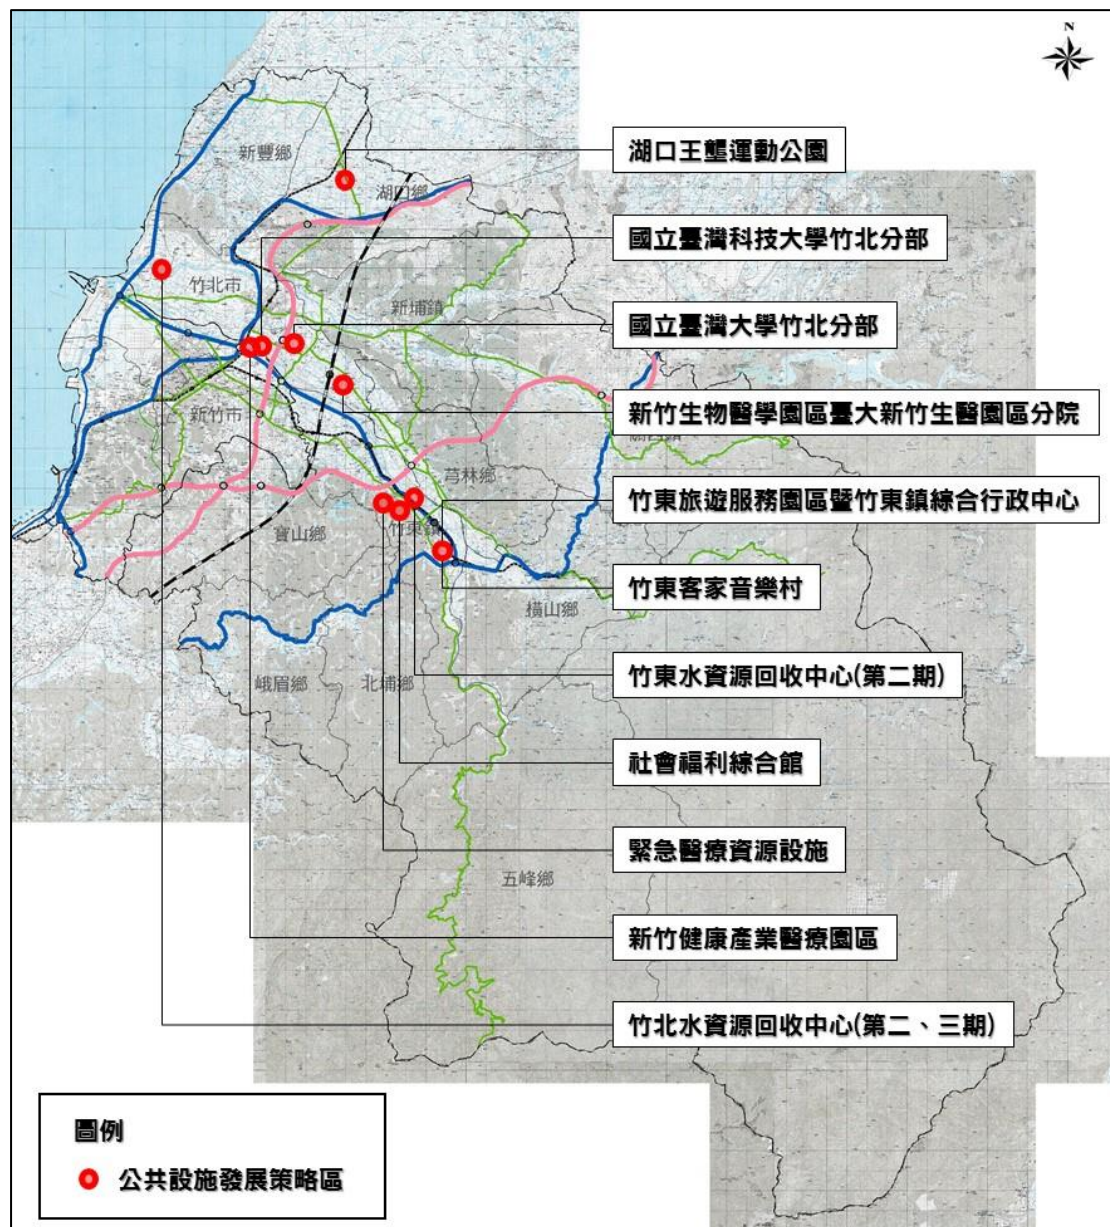 N
新豐鄉
湖口鄉
竹北市
新埔鎮
新竹市
關西鎮
芎林鄉
寶山鄉
竹東鎮
橫山鄉
峨眉鄉
北埔鄉
五峰鄉
湖口王壟運動公園
國立臺灣科技大學竹北分部
國立臺灣大學竹北分部
新竹生物醫學園區臺大新竹生醫園區分院
竹東旅遊服務園區暨竹東鎮綜合行政中心
竹東客家音樂村
竹東水資源回收中心(第二期)
社會福利綜合館
緊急醫療資源設施
新竹健康產業醫療園區
竹北水資源回收中心(第二、三期)
圖例
公共設施發展策略區